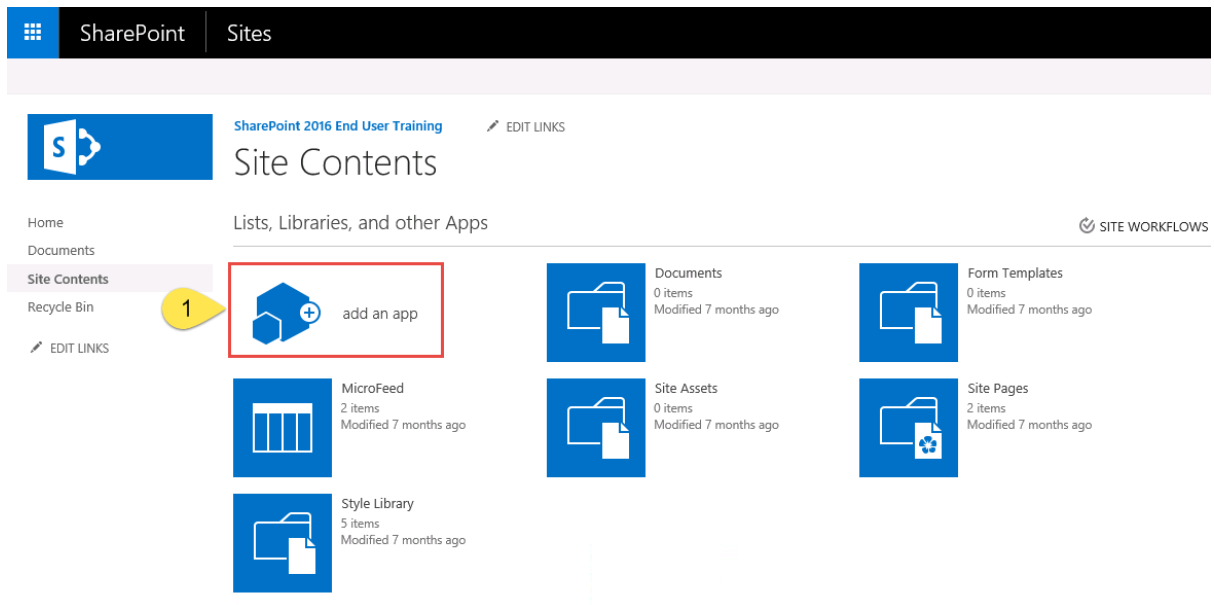 SharePoint Sites
S
SharePoint 2016 End User Training EDIT LINKS
Site Contents
Home
Documents
Site Contents
Recycle Bin
EDIT LINKS
Lists, Libraries, and other Apps
SITE WORKFLOWS
1
add an app
Documents
0 items
Modified 7 months ago
Form Templates
0 items
Modified 7 months ago
MicroFeed
2 items
Modified 7 months ago
Site Assets
0 items
Modified 7 months ago
Site Pages
2 items
Modified 7 months ago
Style Library
5 items
Modified 7 months ago